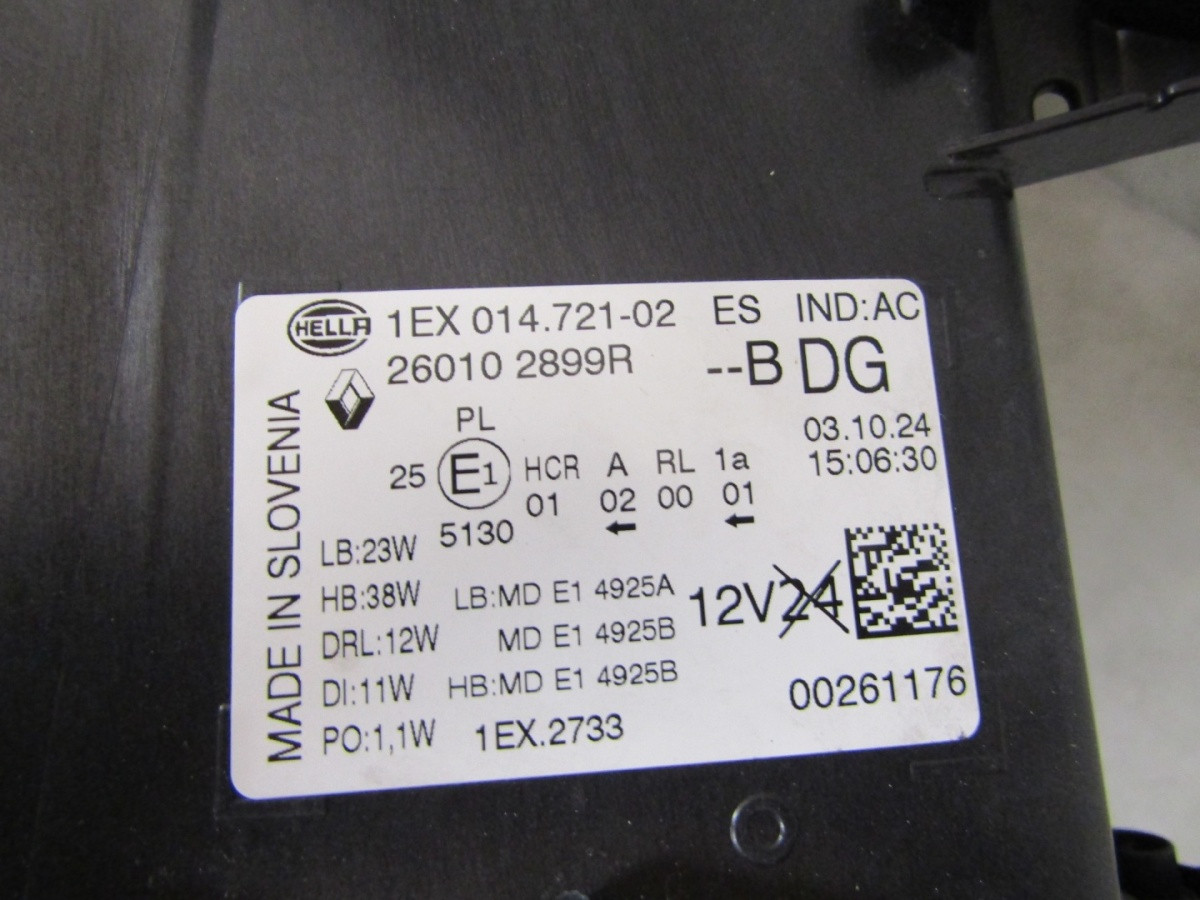 HELLA 1EX 014.721-02 ES IND:AC
26010 2899R --B DG
MADE IN SLOVENIA
03.10.24
15:06:30
PL
25 E1 HCR A RL 1a
01 02 00 01
5130 ← ←
LB:23W
HB:38W LB:MD E1 4925A
DRL:12W MD E1 4925B
DI:11W HB:MD E1 4925B
PO:1,1W 1EX.2733
12V 24
00261176